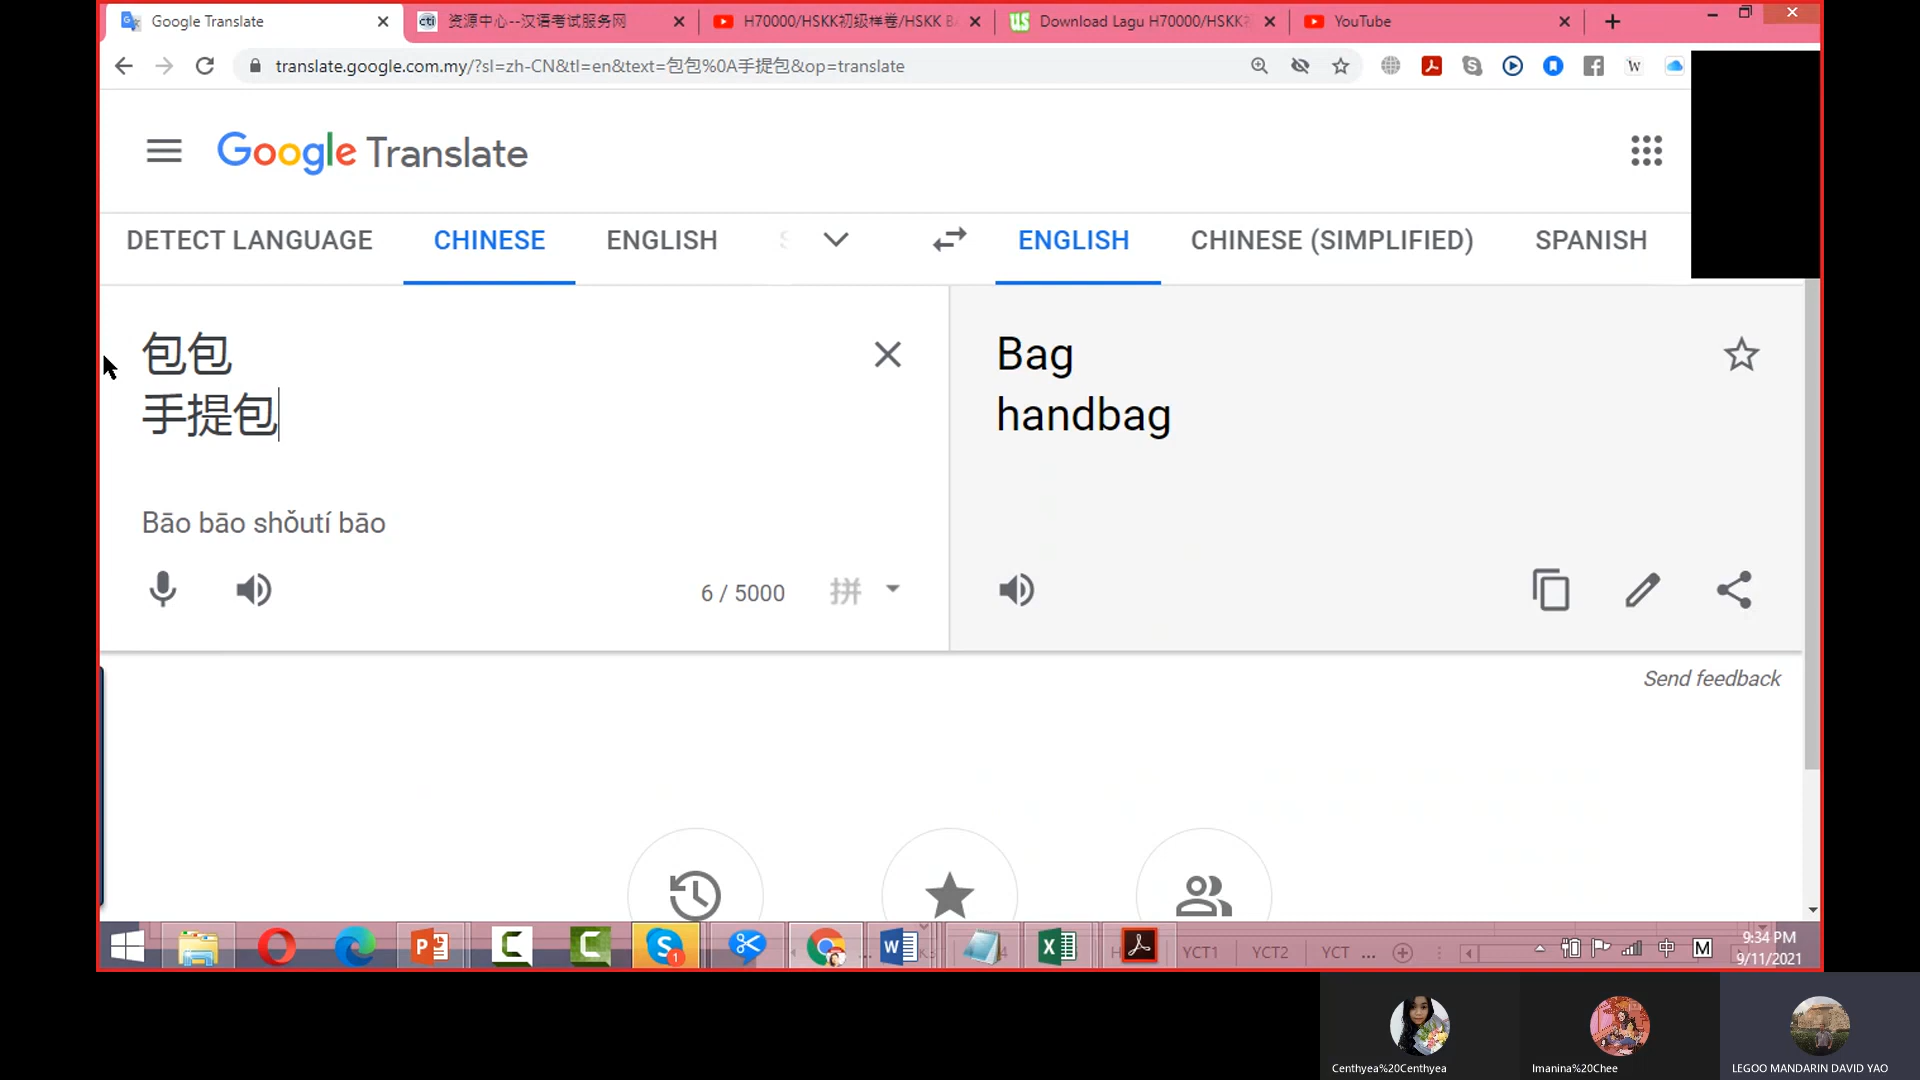 Google Translate
资源中心--汉语考试服务网
H70000/HSKK初级样卷/HSKK B
Download Lagu H70000/HSKK
YouTube
translate.google.com.my/?sl=zh-CN&tl=en&text=包包%0A手提包&op=translate
Google Translate
DETECT LANGUAGE
CHINESE
ENGLISH
ENGLISH
CHINESE (SIMPLIFIED)
SPANISH
包包
手提包
Bāo bāo shǒutí bāo
6 / 5000
拼
Bag
handbag
Send feedback
YCT1
YCT2
YCT ...
中
M
9:34 PM
9/11/2021
Centhyea%20Centhyea
Imanina%20Chee
LEGOO MANDARIN DAVID YAO